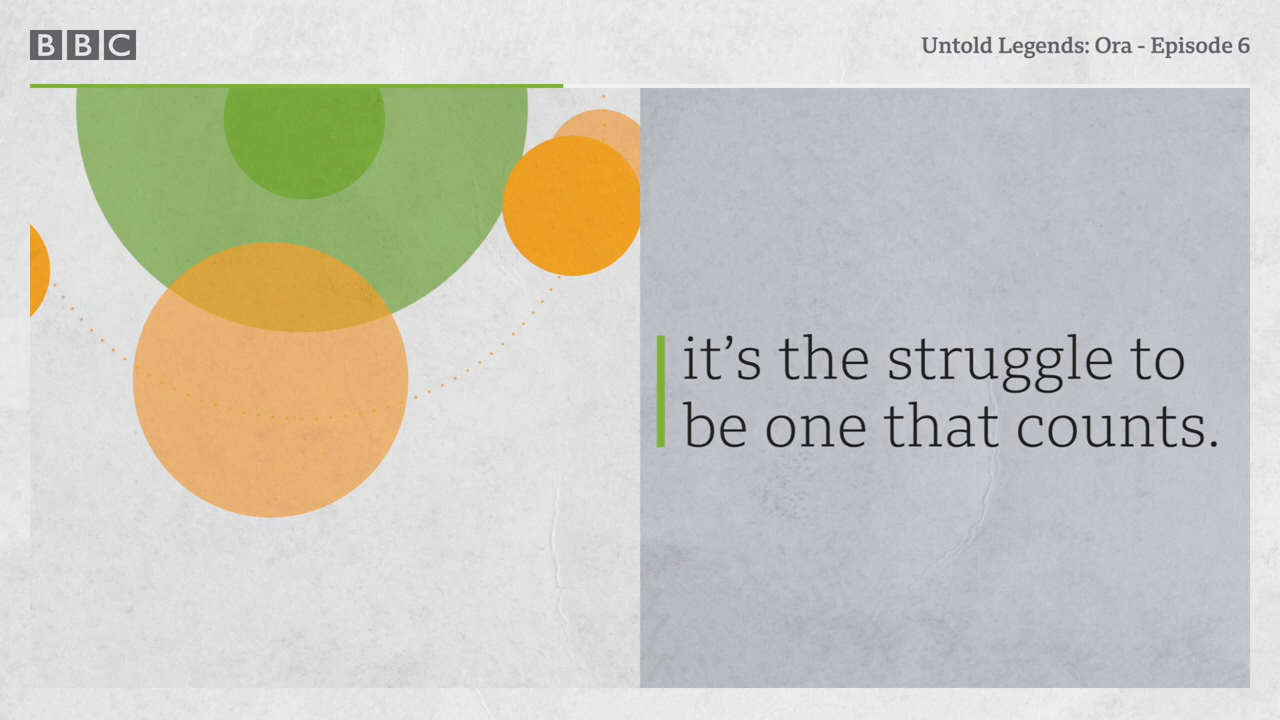 BBC
Untold Legends: Ora - Episode 6
it’s the struggle to
be one that counts.